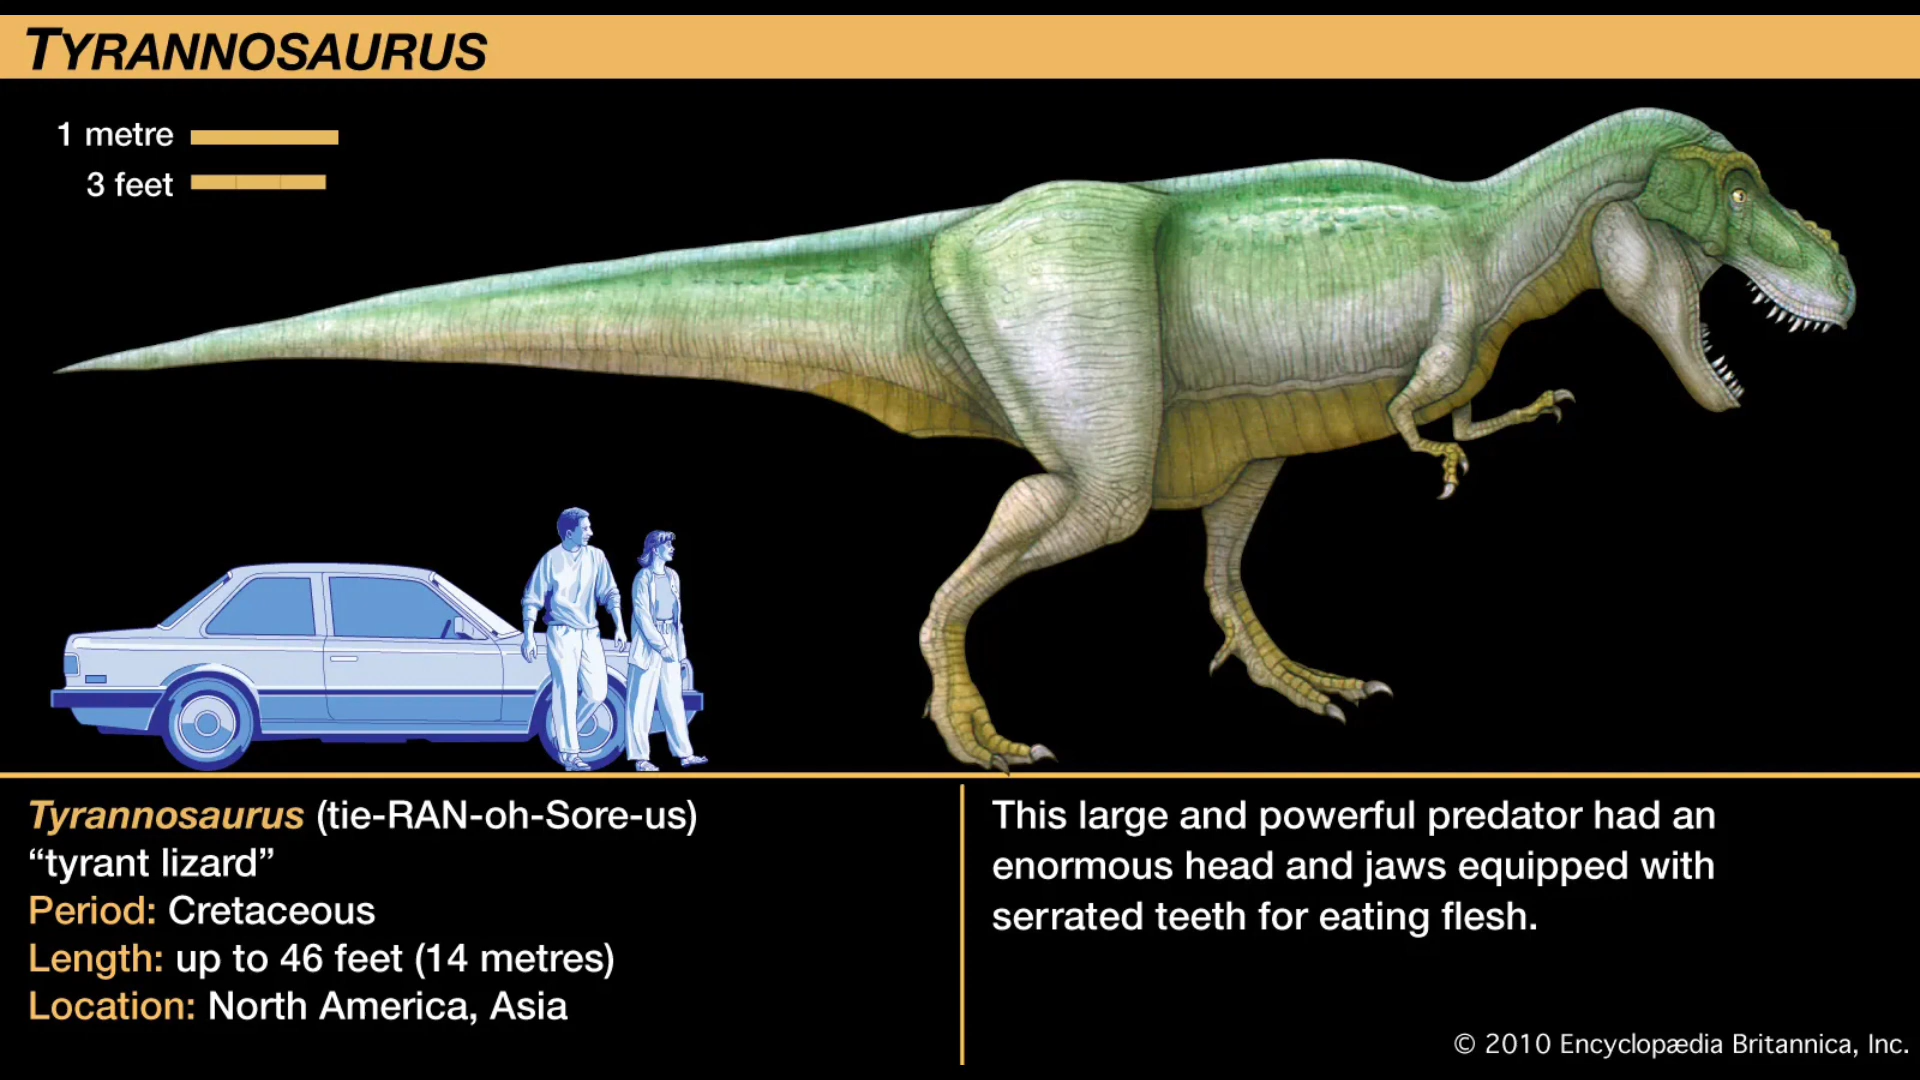 TYRANNOSAURUS
1 metre
3 feet
Tyrannosaurus (tie-RAN-oh-Sore-us)
“tyrant lizard”
Period: Cretaceous
Length: up to 46 feet (14 metres)
Location: North America, Asia
This large and powerful predator had an
enormous head and jaws equipped with
serrated teeth for eating flesh.
© 2010 Encyclopædia Britannica, Inc.